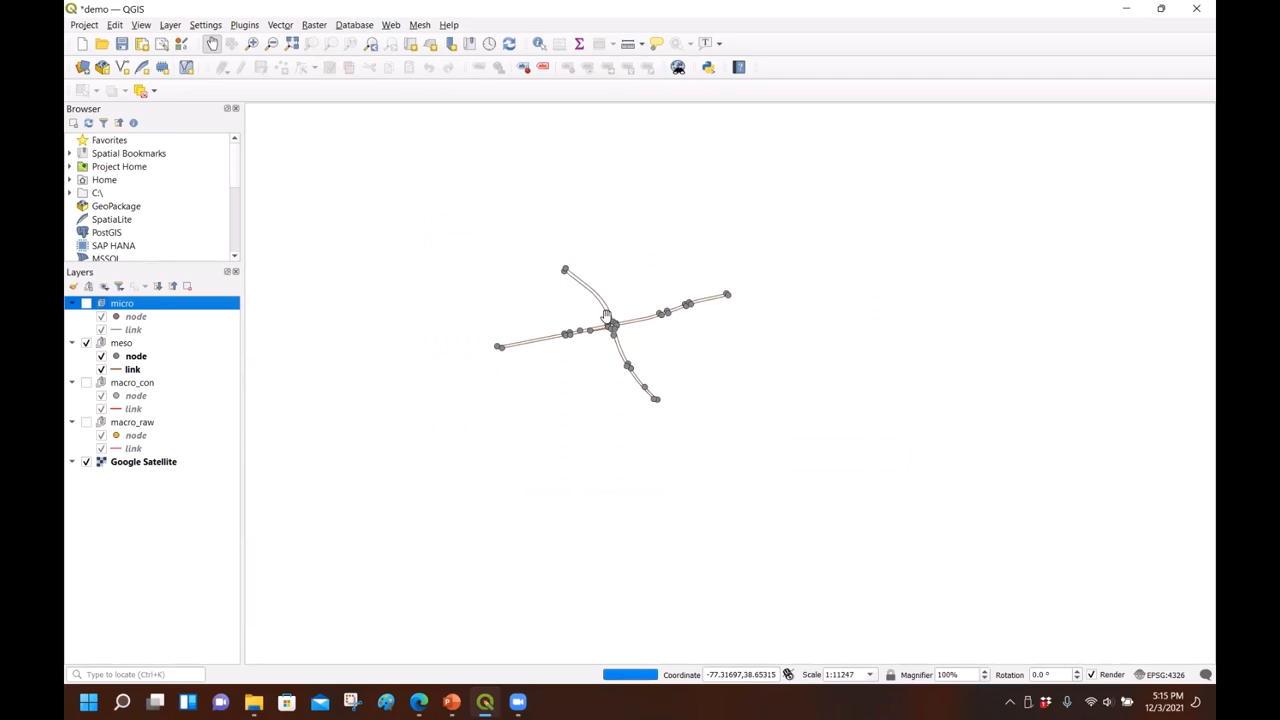 *demo — QGIS
Project Edit View Layer Settings Plugins Vector Raster Database Web Mesh Help
Browser
Favorites
Spatial Bookmarks
Project Home
Home
C:\
GeoPackage
SpatiaLite
PostGIS
SAP HANA
MSSQL
Layers
micro
node
link
meso
node
link
macro_con
node
link
macro_raw
node
link
Google Satellite
Type to locate (Ctrl+K)
Coordinate -77.31697,38.65315 Scale 1:11247 Magnifier 100% Rotation 0.0 ° Render EPSG:4326
5:15 PM
12/3/2021